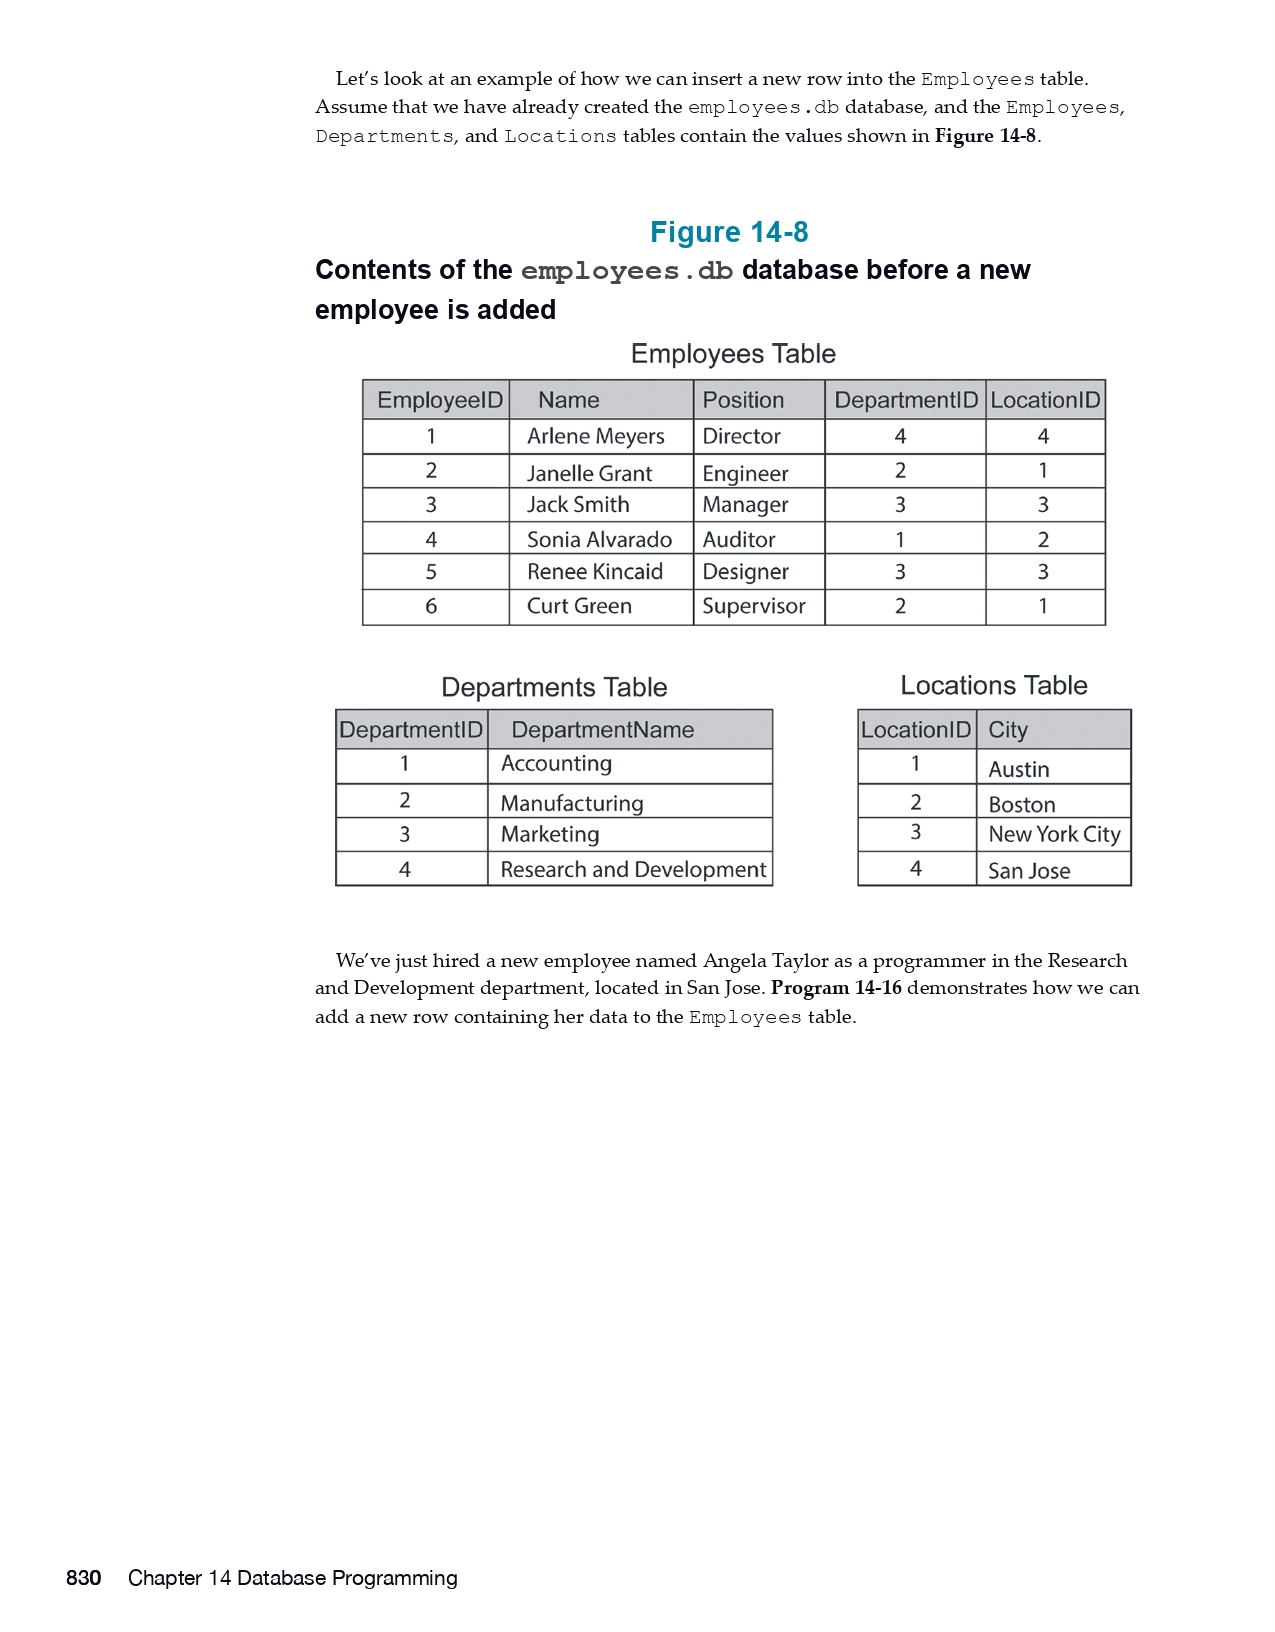 Let’s look at an example of how we can insert a new row into the Employees table.
Assume that we have already created the employees.db database, and the Employees,
Departments, and Locations tables contain the values shown in Figure 14-8.
Figure 14-8
Contents of the employees.db database before a new
employee is added
Employees Table
EmployeeID Name Position DepartmentID LocationID
1 Arlene Meyers Director 4 4
2 Janelle Grant Engineer 2 1
3 Jack Smith Manager 3 3
4 Sonia Alvarado Auditor 1 2
5 Renee Kincaid Designer 3 3
6 Curt Green Supervisor 2 1
Departments Table
DepartmentID DepartmentName
1 Accounting
2 Manufacturing
3 Marketing
4 Research and Development
Locations Table
LocationID City
1 Austin
2 Boston
3 New York City
4 San Jose
We’ve just hired a new employee named Angela Taylor as a programmer in the Research
and Development department, located in San Jose. Program 14-16 demonstrates how we can
add a new row containing her data to the Employees table.
830 Chapter 14 Database Programming